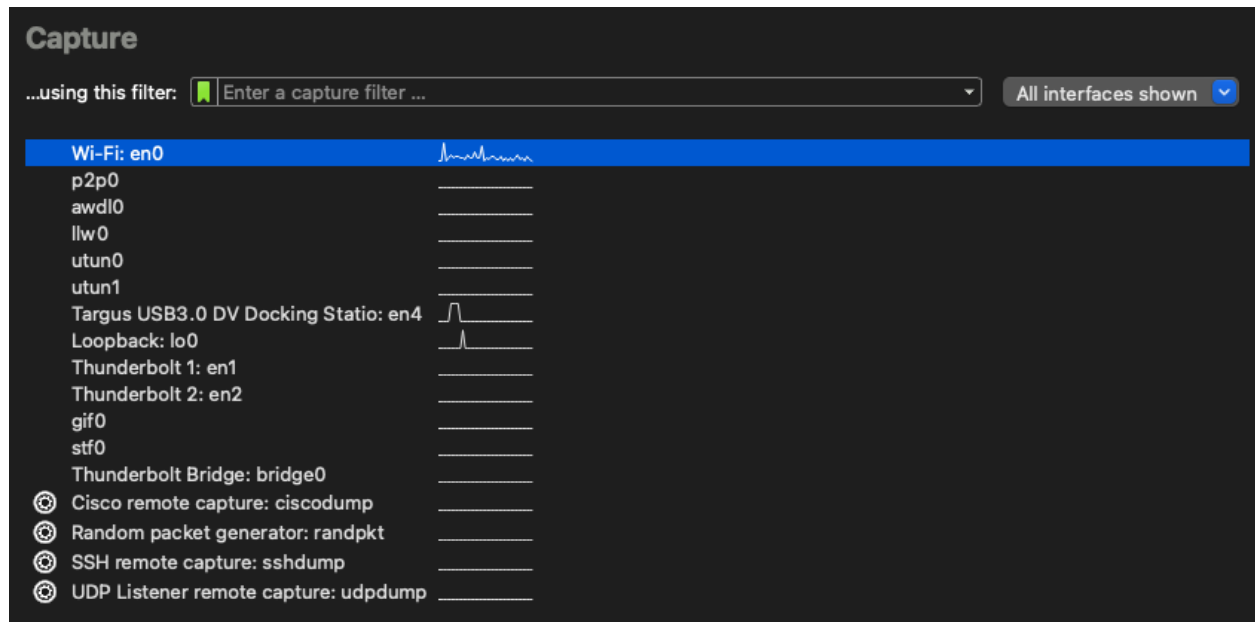 Capture
...using this filter: Enter a capture filter ... All interfaces shown
Wi-Fi: en0
p2p0
awdl0
llw0
utun0
utun1
Targus USB3.0 DV Docking Statio: en4
Loopback: lo0
Thunderbolt 1: en1
Thunderbolt 2: en2
gif0
stf0
Thunderbolt Bridge: bridge0
Cisco remote capture: ciscodump
Random packet generator: randpkt
SSH remote capture: sshdump
UDP Listener remote capture: udpdump